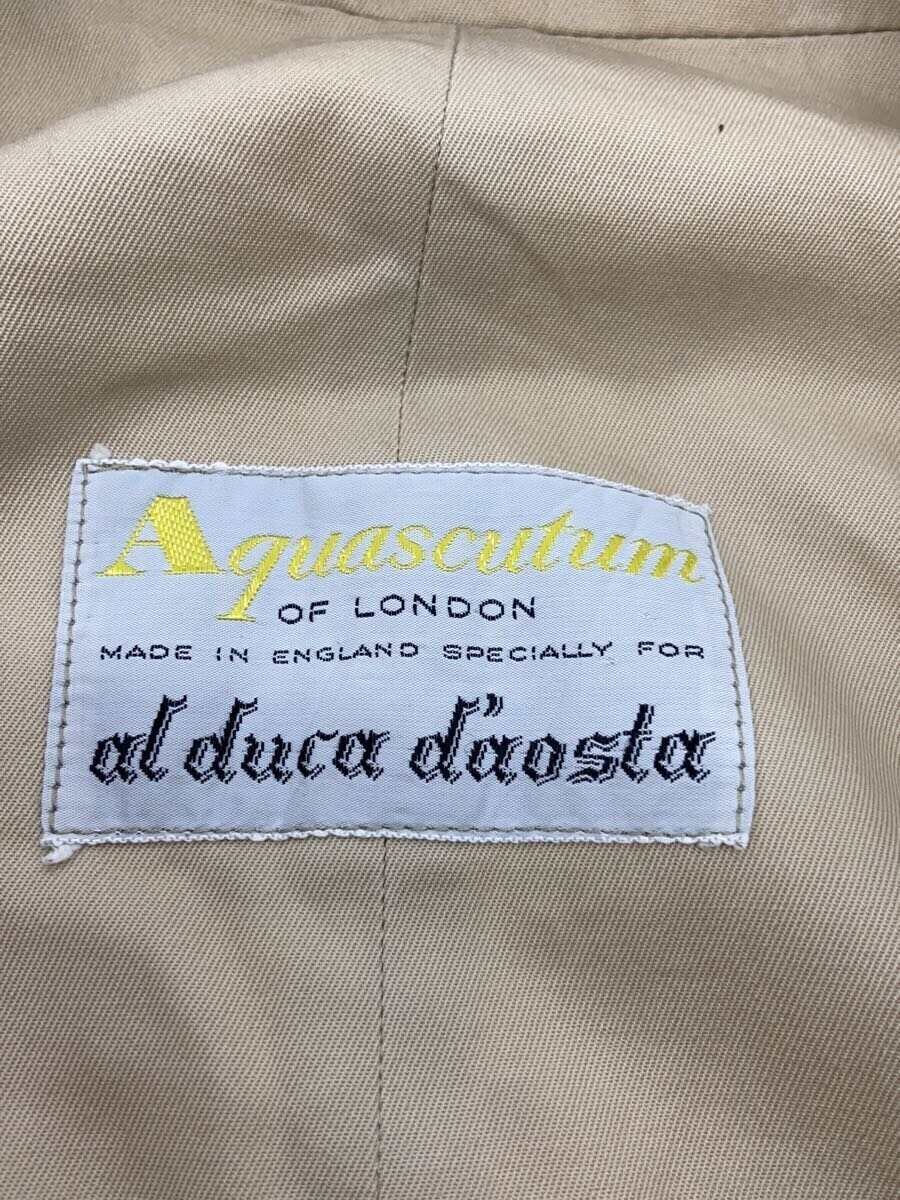 Aquascutum
OF LONDON
MADE IN ENGLAND SPECIALLY FOR
al duca d'aosta